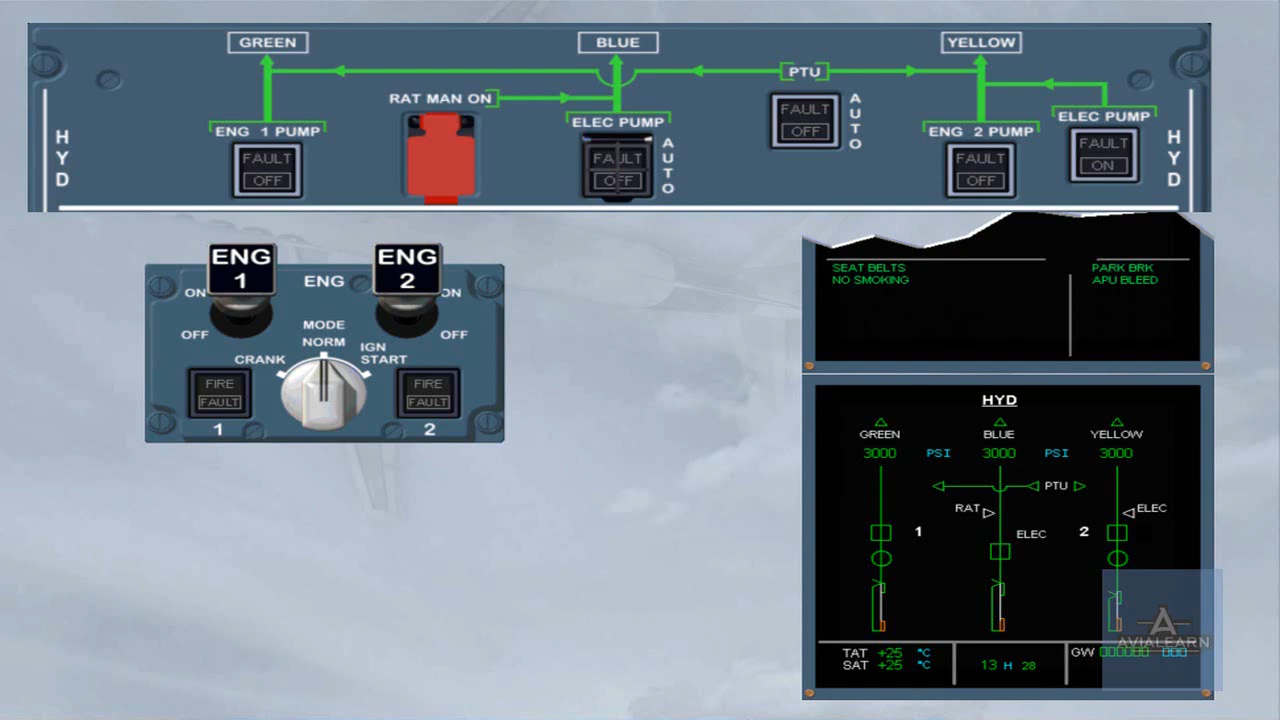 GREEN BLUE YELLOW
PTU
RAT MAN ON
ELEC PUMP
ELEC PUMP
ENG 1 PUMP
ENG 2 PUMP
FAULT
OFF
FAULT
OFF
AUTO
FAULT
OFF
AUTO
FAULT
OFF
FAULT
ON
HYD
HYD
ENG
1
ENG
2
ENG
ON
ON
OFF
OFF
MODE
NORM
CRANK
IGN
START
FIRE
FAULT
FIRE
FAULT
1
2
SEAT BELTS
NO SMOKING
PARK BRK
APU BLEED
HYD
GREEN BLUE YELLOW
3000 PSI 3000 PSI 3000
PTU
RAT
ELEC
1
ELEC
2
TAT +25 °C
SAT +25 °C
13 H 28
GW
AVIALEARN